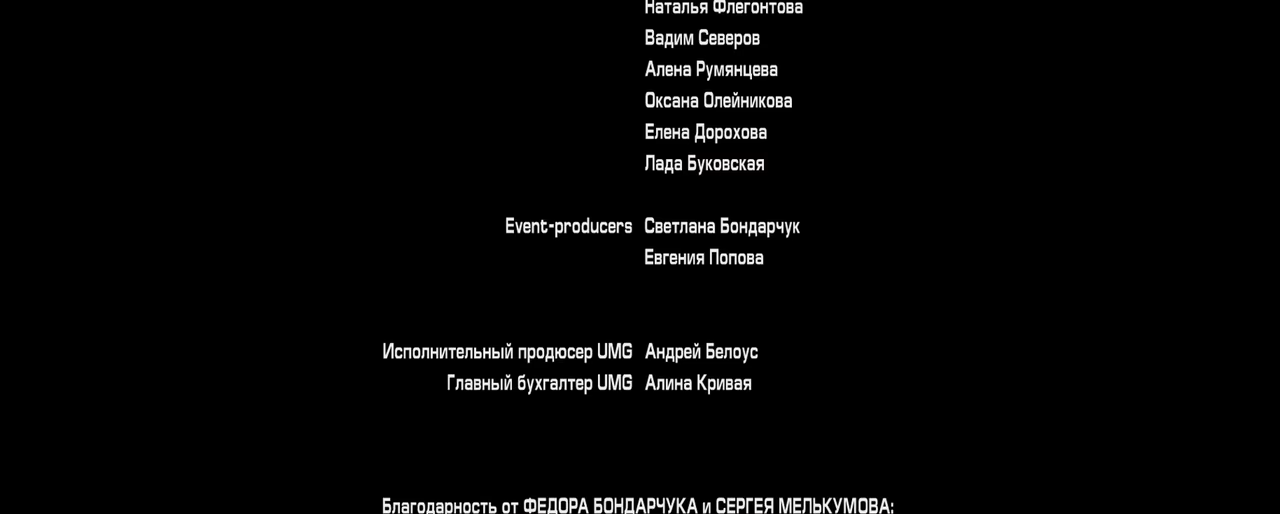 Наталья Флегонтова
Вадим Северов
Алена Румянцева
Оксана Олейникова
Елена Дорохова
Лада Буковская
Event-producers Светлана Бондарчук
Евгения Попова
Исполнительный продюсер UMG Андрей Белоус
Главный бухгалтер UMG Алина Кривая
Благодарность от ФЕДОРА БОНДАРЧУКА и СЕРГЕЯ МЕЛЬКУМОВА: